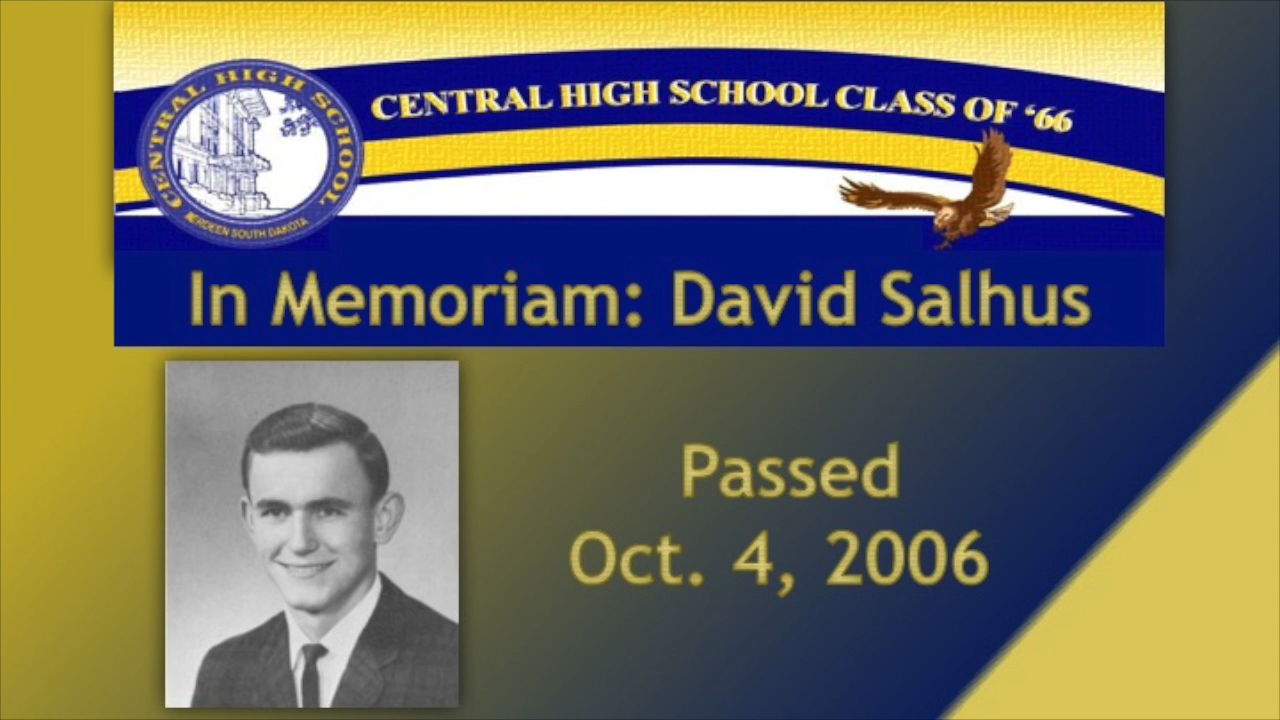 CENTRAL HIGH SCHOOL CLASS OF ‘66
CENTRAL HIGH SCHOOL
ABERDEEN SOUTH DAKOTA
In Memoriam: David Salhus
Passed
Oct. 4, 2006